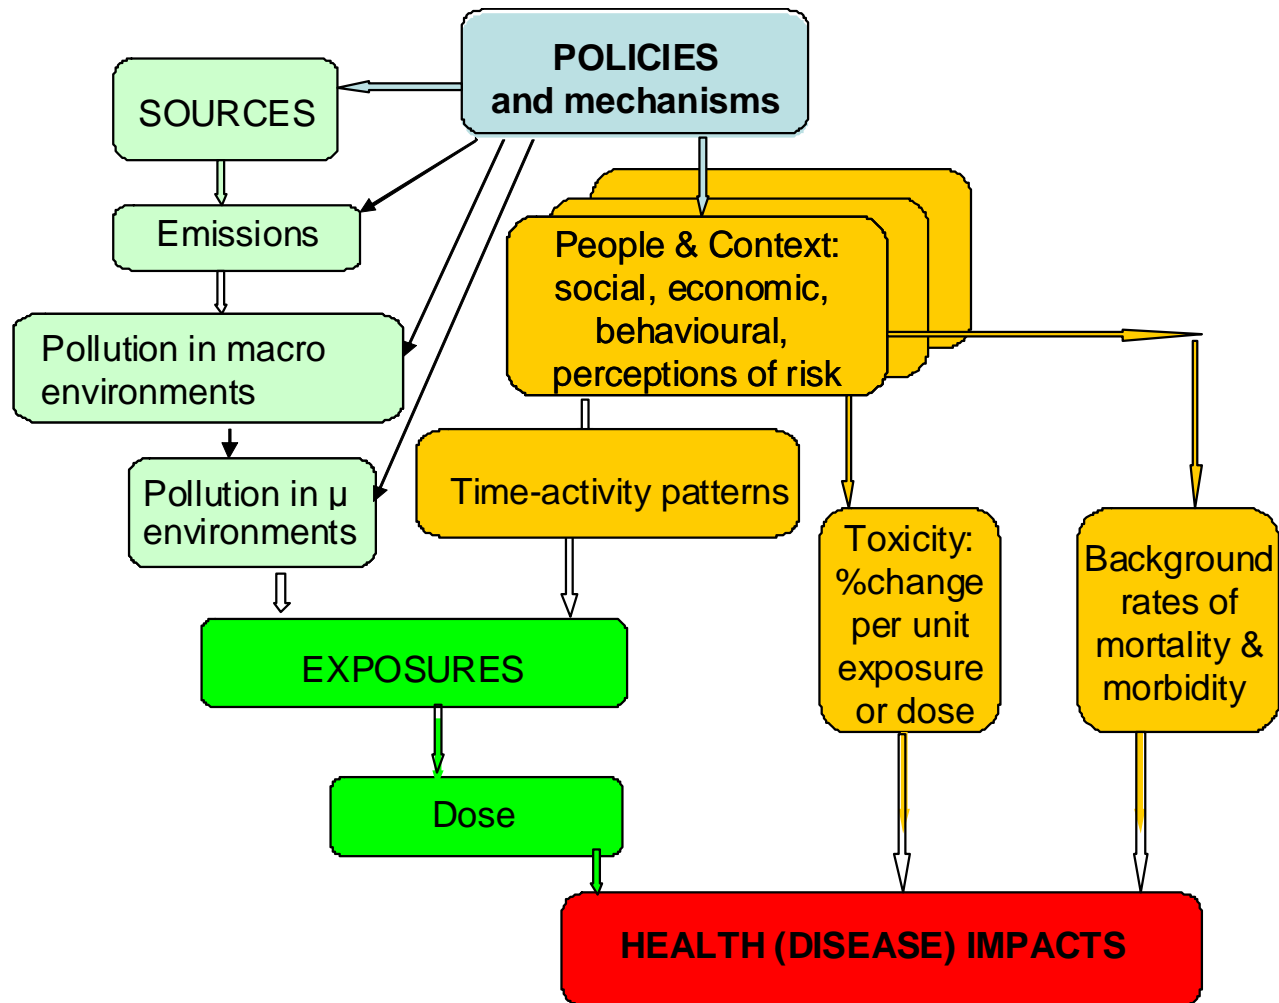 POLICIES
and mechanisms
SOURCES
Emissions
Pollution in macro
environments
Pollution in µ
environments
People & Context:
social, economic,
behavioural,
perceptions of risk
Time-activity patterns
Toxicity:
%change
per unit
exposure
or dose
Background
rates of
mortality &
morbidity
EXPOSURES
Dose
HEALTH (DISEASE) IMPACTS